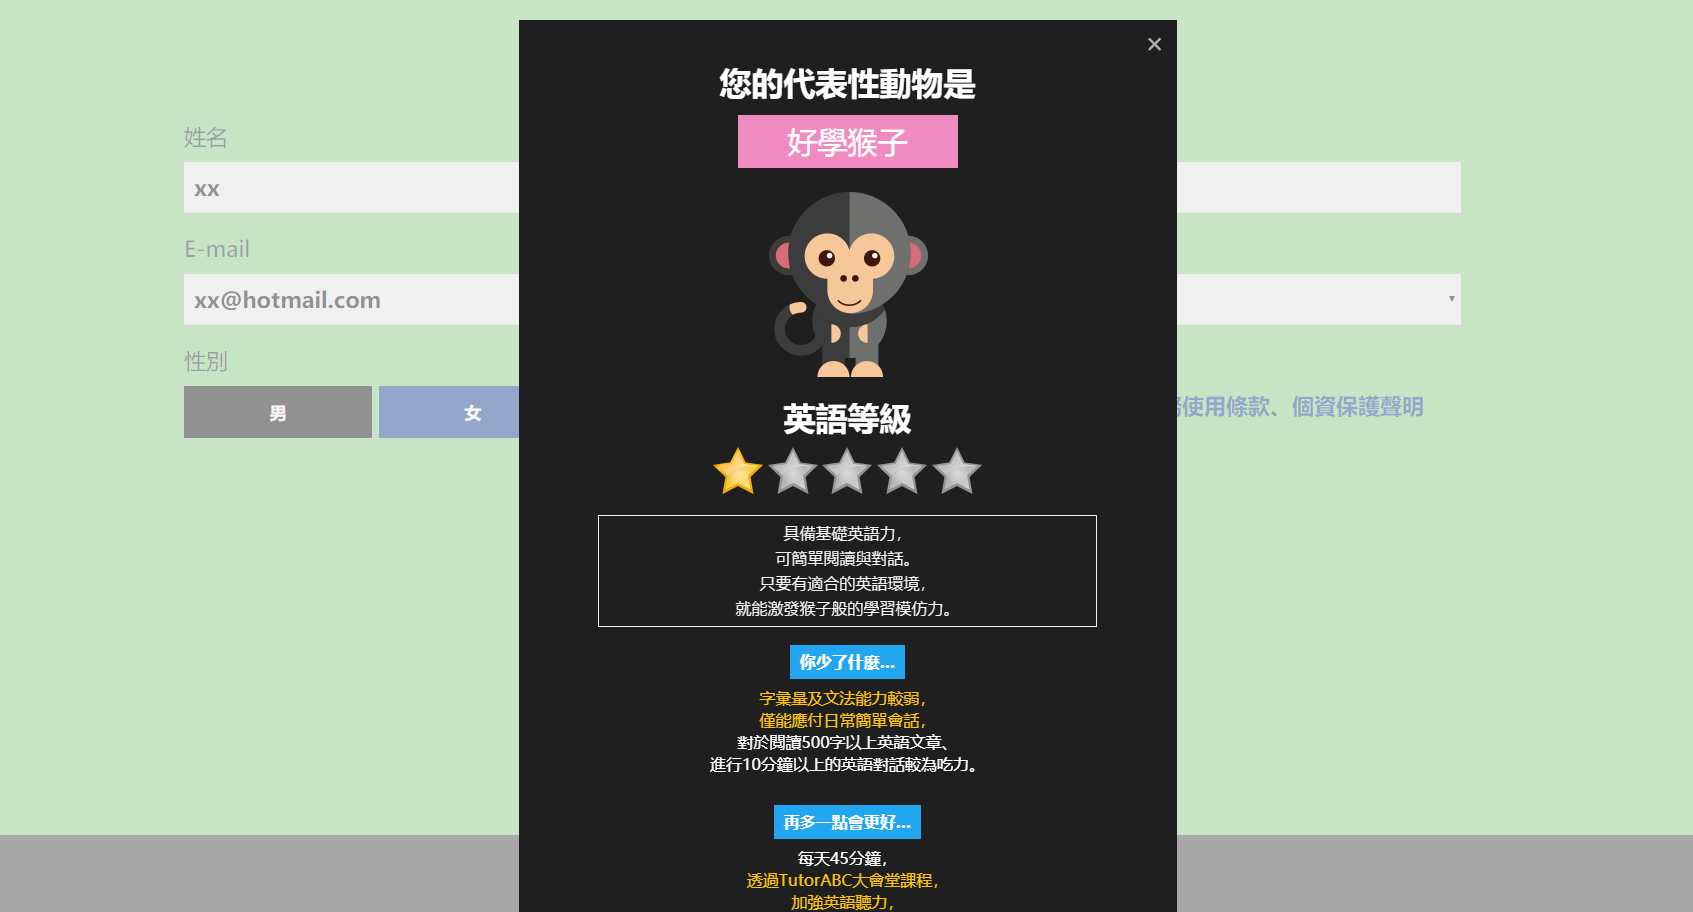 您的代表性動物是
好學猴子
英語等級
具備基礎英語力,
可簡單閱讀與對話。
只要有適合的英語環境,
就能激發猴子般的學習模仿力。
你少了什麼...
字彙量及文法能力較弱,
僅能應付日常簡單會話,
對於閱讀500字以上英語文章、
進行10分鐘以上的英語對話較為吃力。
再多一點會更好...
每天45分鐘,
透過TutorABC大會堂課程,
加強英語聽力,
姓名
xx
E-mail
xx@hotmail.com
性別
男
女
使用條款、個資保護聲明